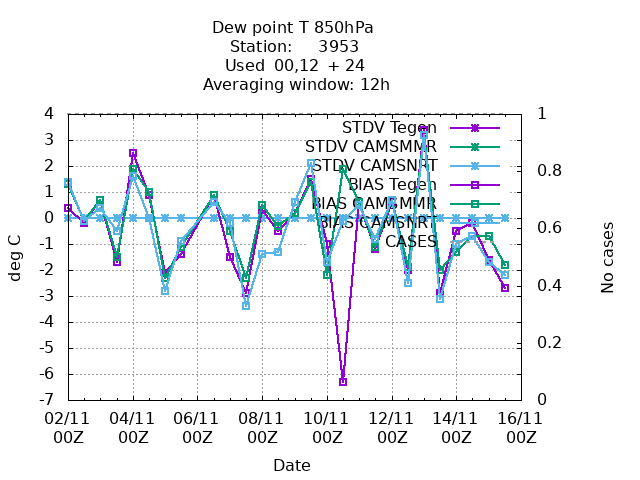 Dew point T 850hPa
Station: 3953
Used 00,12 + 24
Averaging window: 12h
STDV Tegen
STDV CAMSMMR
STDV CAMSNRT
BIAS Tegen
BIAS CAMSMMR
BIAS CAMSNRT
CASES
4
3
2
1
0
-1
-2
-3
-4
-5
-6
-7
deg C
1
0.8
0.6
0.4
0.2
0
No cases
02/11 04/11 06/11 08/11 10/11 12/11 14/11 16/11
00Z 00Z 00Z 00Z 00Z 00Z 00Z 00Z
Date